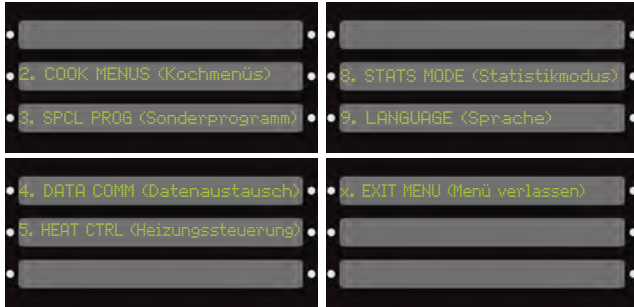 2. COOK MENUS (Kochmenüs)
3. SPCL PROG (Sonderprogramm)
8. STATS MODE (Statistikmodus)
9. LANGUAGE (Sprache)
4. DATA COMM (Datenaustausch)
5. HEAT CTRL (Heizungssteuerung)
x. EXIT MENU (Menü verlassen)